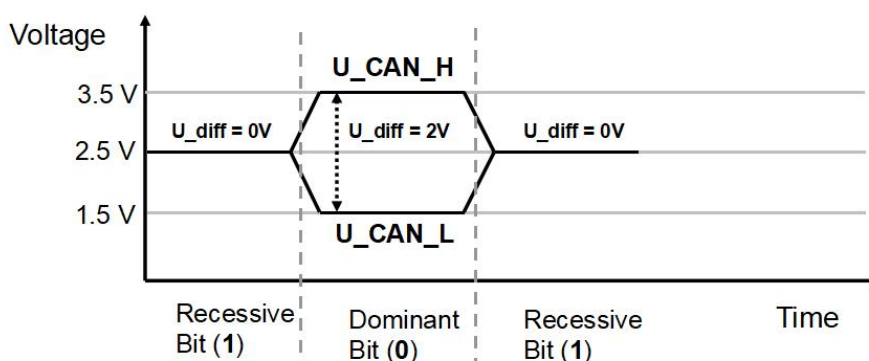 Voltage
U_CAN_H
3.5 V
U_diff = 0V
U_diff = 2V
U_diff = 0V
2.5 V
1.5 V
U_CAN_L
Recessive
Bit (1)
Dominant
Bit (0)
Recessive
Bit (1)
Time